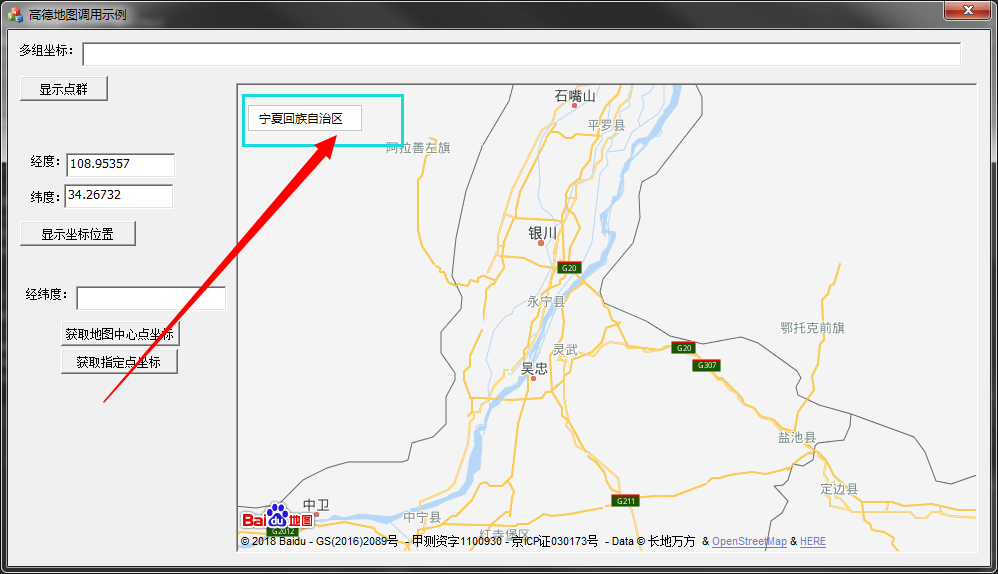 高德地图调用示例
多组坐标:
显示点群
经度: 108.95357
纬度: 34.26732
显示坐标位置
经纬度:
获取地图中心点坐标
获取指定点坐标
宁夏回族自治区
石嘴山
平罗县
阿拉善左旗
银川
G20
永宁县
鄂托克前旗
灵武
G20
G307
吴忠
盐池县
定边县
G211
中卫
中宁县
Bai du 地图
G2012
红寺堡区
© 2018 Baidu - GS(2016)2089号 - 甲测资字1100930 - 京ICP证030173号 - Data © 长地万方 & OpenStreetMap & HERE